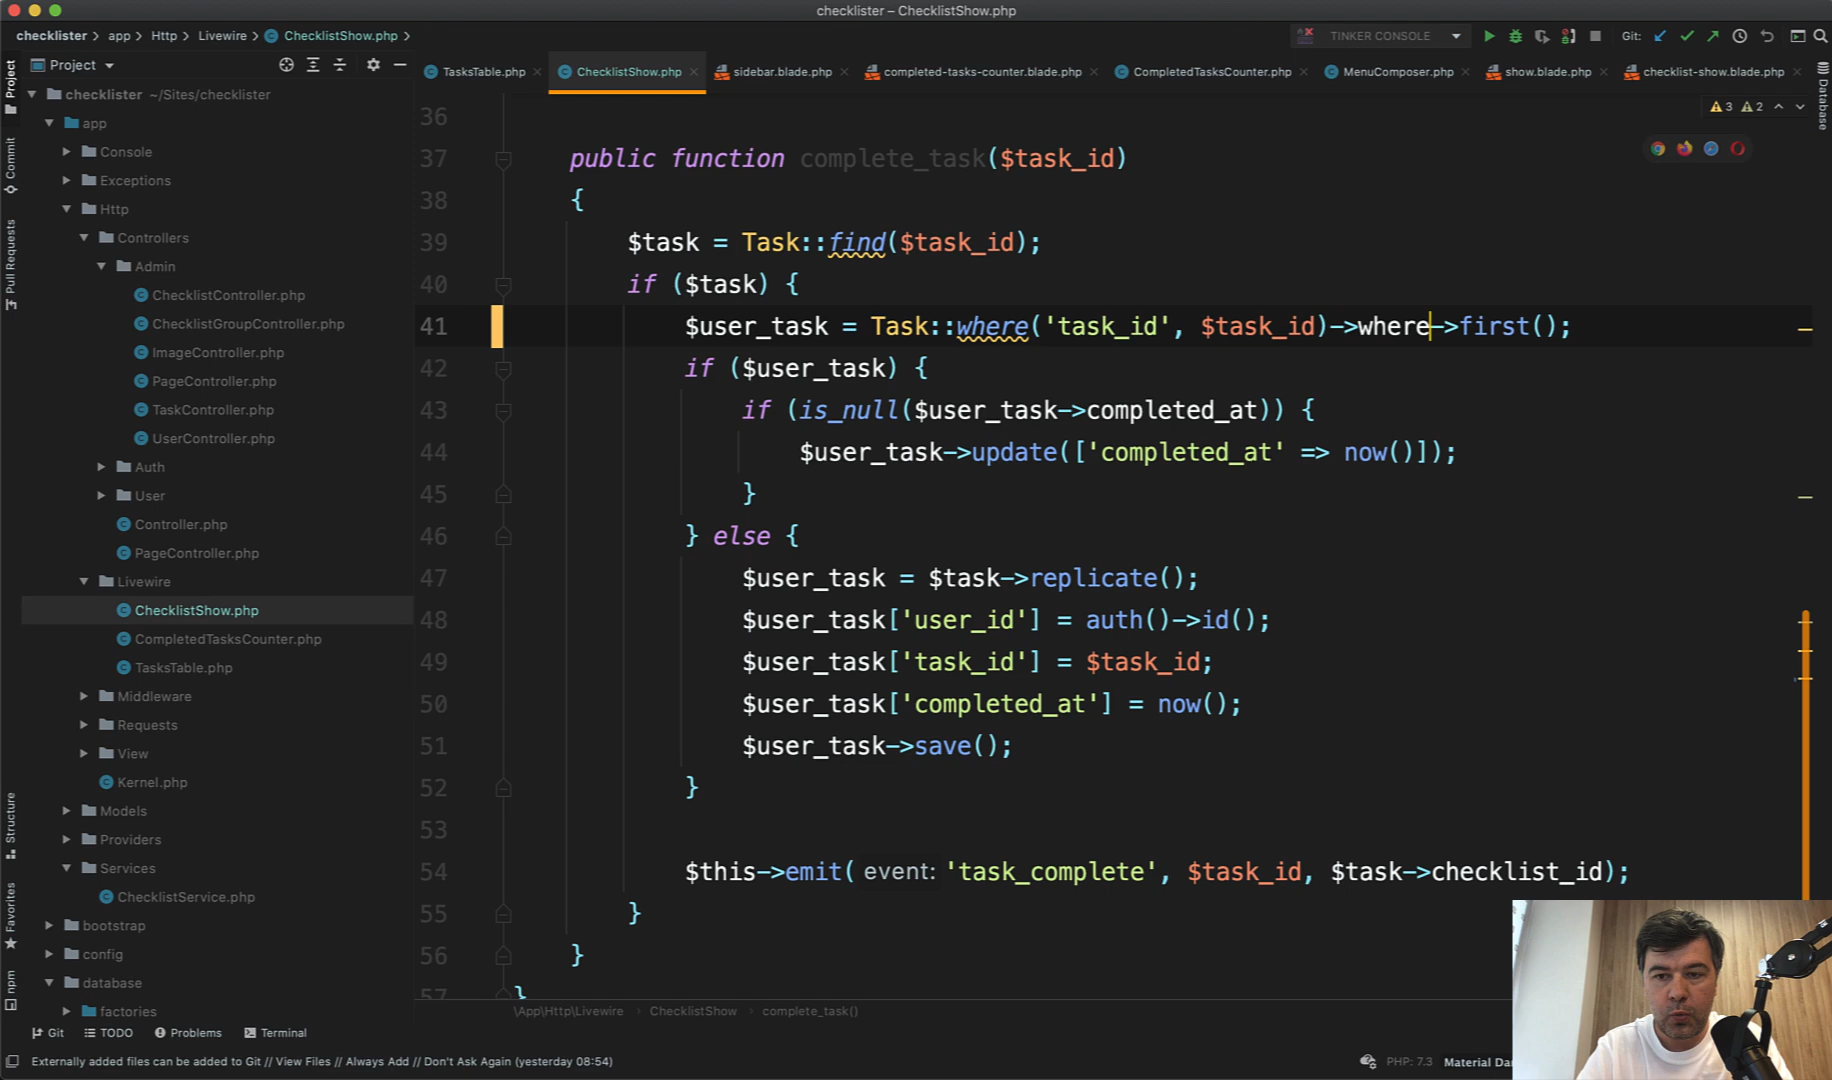 checklister – ChecklistShow.php
checklister > app > Http > Livewire > ChecklistShow.php >
TINKER CONSOLE
Git:
Project
TasksTable.php
ChecklistShow.php
sidebar.blade.php
completed-tasks-counter.blade.php
CompletedTasksCounter.php
MenuComposer.php
show.blade.php
checklist-show.blade.php
Project
Commit
Pull Requests
Structure
Favorites
npm
Database
3 2
checklister ~/Sites/checklister
app
Console
Exceptions
Http
Controllers
Admin
ChecklistController.php
ChecklistGroupController.php
ImageController.php
PageController.php
TaskController.php
UserController.php
Auth
User
Controller.php
PageController.php
Livewire
ChecklistShow.php
CompletedTasksCounter.php
TasksTable.php
Middleware
Requests
View
Kernel.php
Models
Providers
Services
ChecklistService.php
bootstrap
config
database
factories
36
37 public function complete_task($task_id)
38 {
39 $task = Task::find($task_id);
40 if ($task) {
41 $user_task = Task::where('task_id', $task_id)->where->first();
42 if ($user_task) {
43 if (is_null($user_task->completed_at)) {
44 $user_task->update(['completed_at' => now()]);
45 }
46 } else {
47 $user_task = $task->replicate();
48 $user_task['user_id'] = auth()->id();
49 $user_task['task_id'] = $task_id;
50 $user_task['completed_at'] = now();
51 $user_task->save();
52 }
53
54 $this->emit( event: 'task_complete', $task_id, $task->checklist_id);
55 }
56 }
57 }
\App\Http\Livewire > ChecklistShow > complete_task()
Git TODO Problems Terminal
Externally added files can be added to Git // View Files // Always Add // Don't Ask Again (yesterday 08:54)
PHP: 7.3